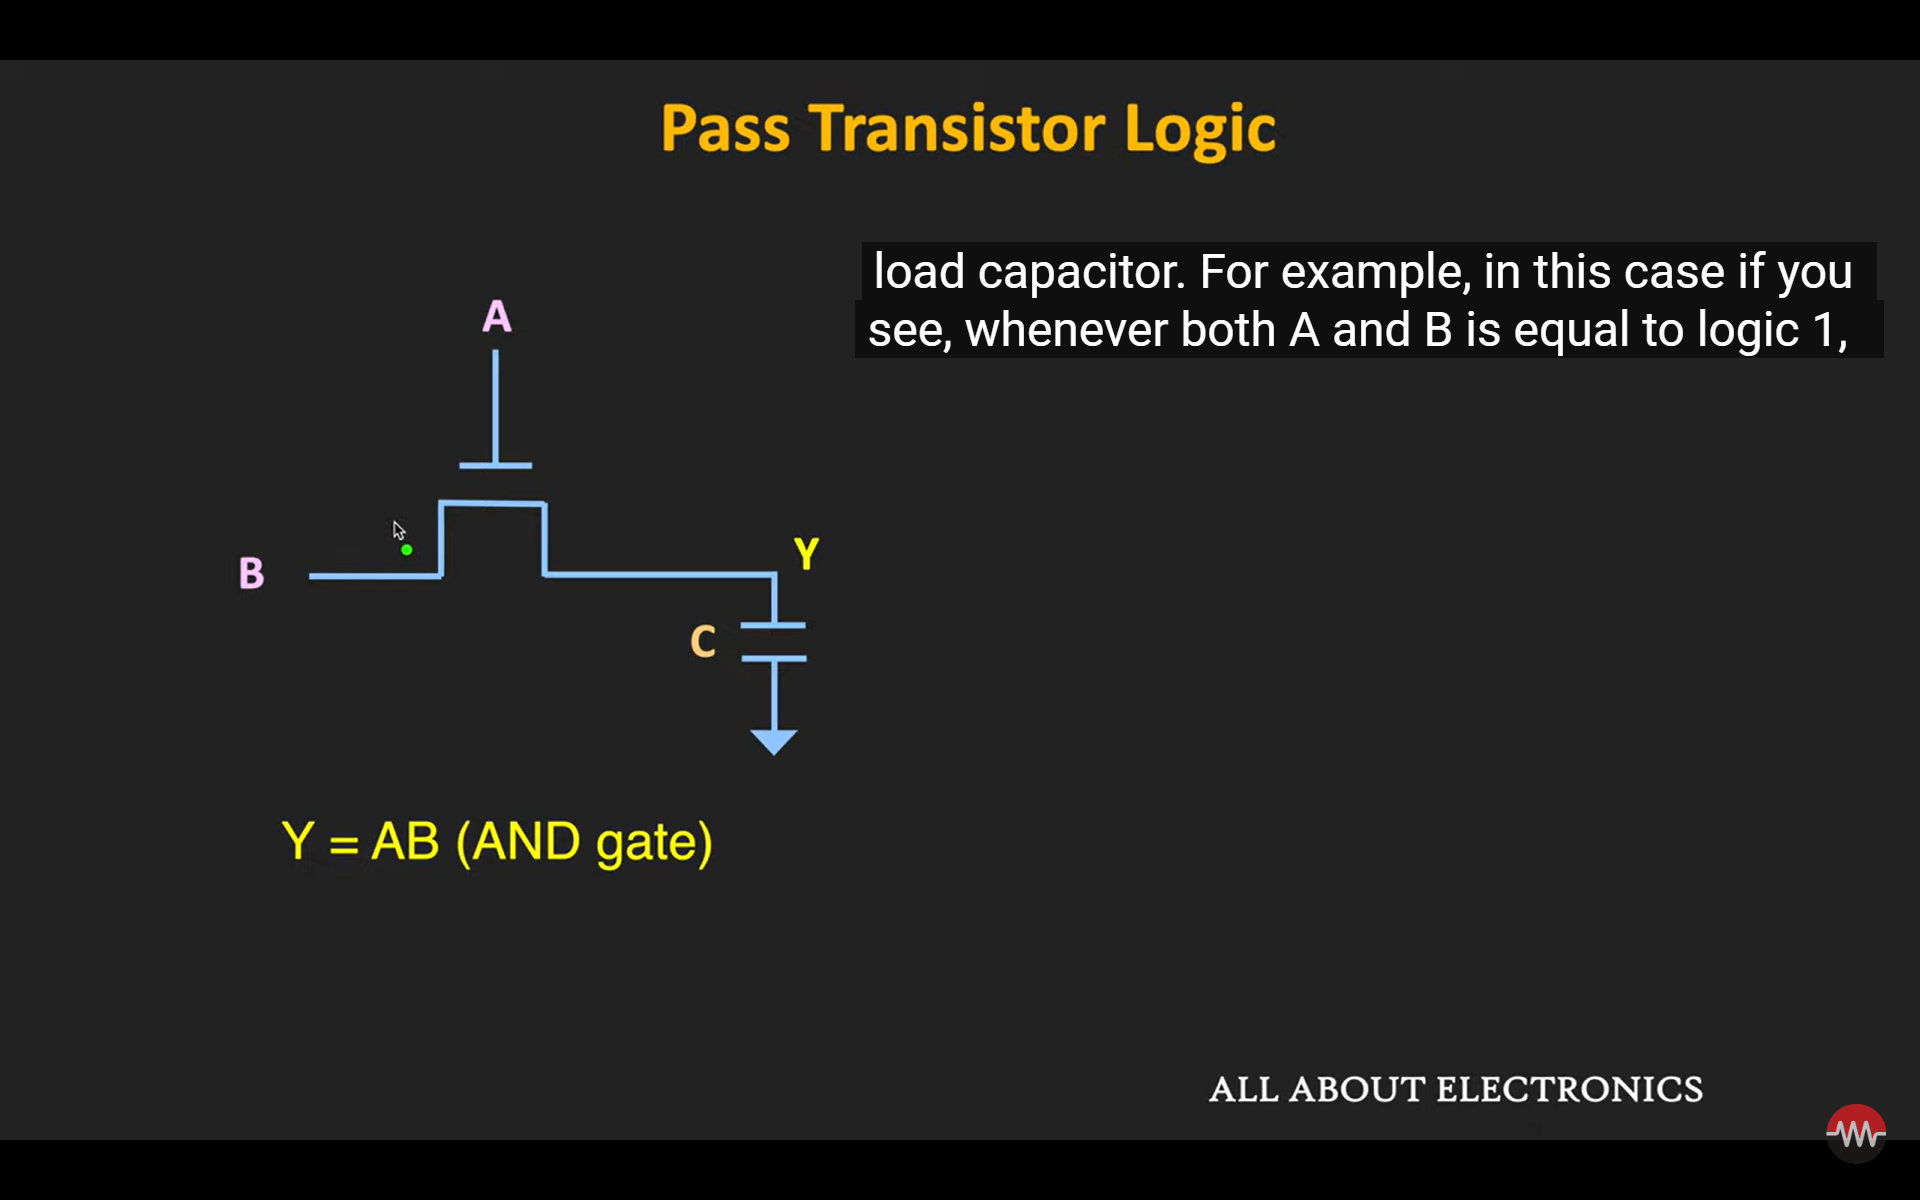 Pass Transistor Logic
load capacitor. For example, in this case if you
see, whenever both A and B is equal to logic 1,
A
B
Y
C
Y = AB (AND gate)
ALL ABOUT ELECTRONICS